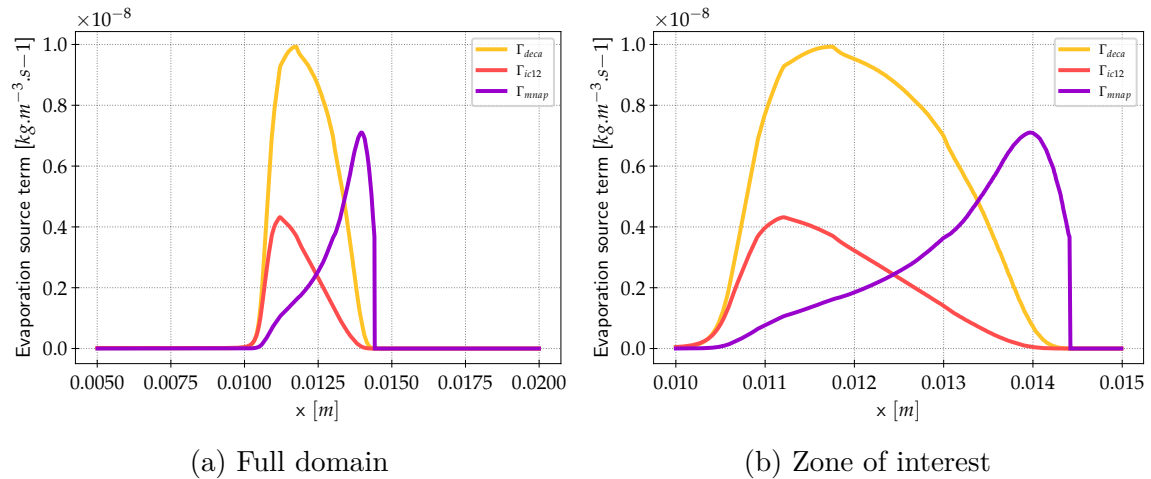 ×10−8
Evaporation source term [kg.m−3.s−1]
1.0
0.8
0.6
0.4
0.2
0.0
Γdeca
Γic12
Γmnap
0.0050 0.0075 0.0100 0.0125 0.0150 0.0175 0.0200
x [m]
(a) Full domain
×10−8
Evaporation source term [kg.m−3.s−1]
1.0
0.8
0.6
0.4
0.2
0.0
Γdeca
Γic12
Γmnap
0.010 0.011 0.012 0.013 0.014 0.015
x [m]
(b) Zone of interest